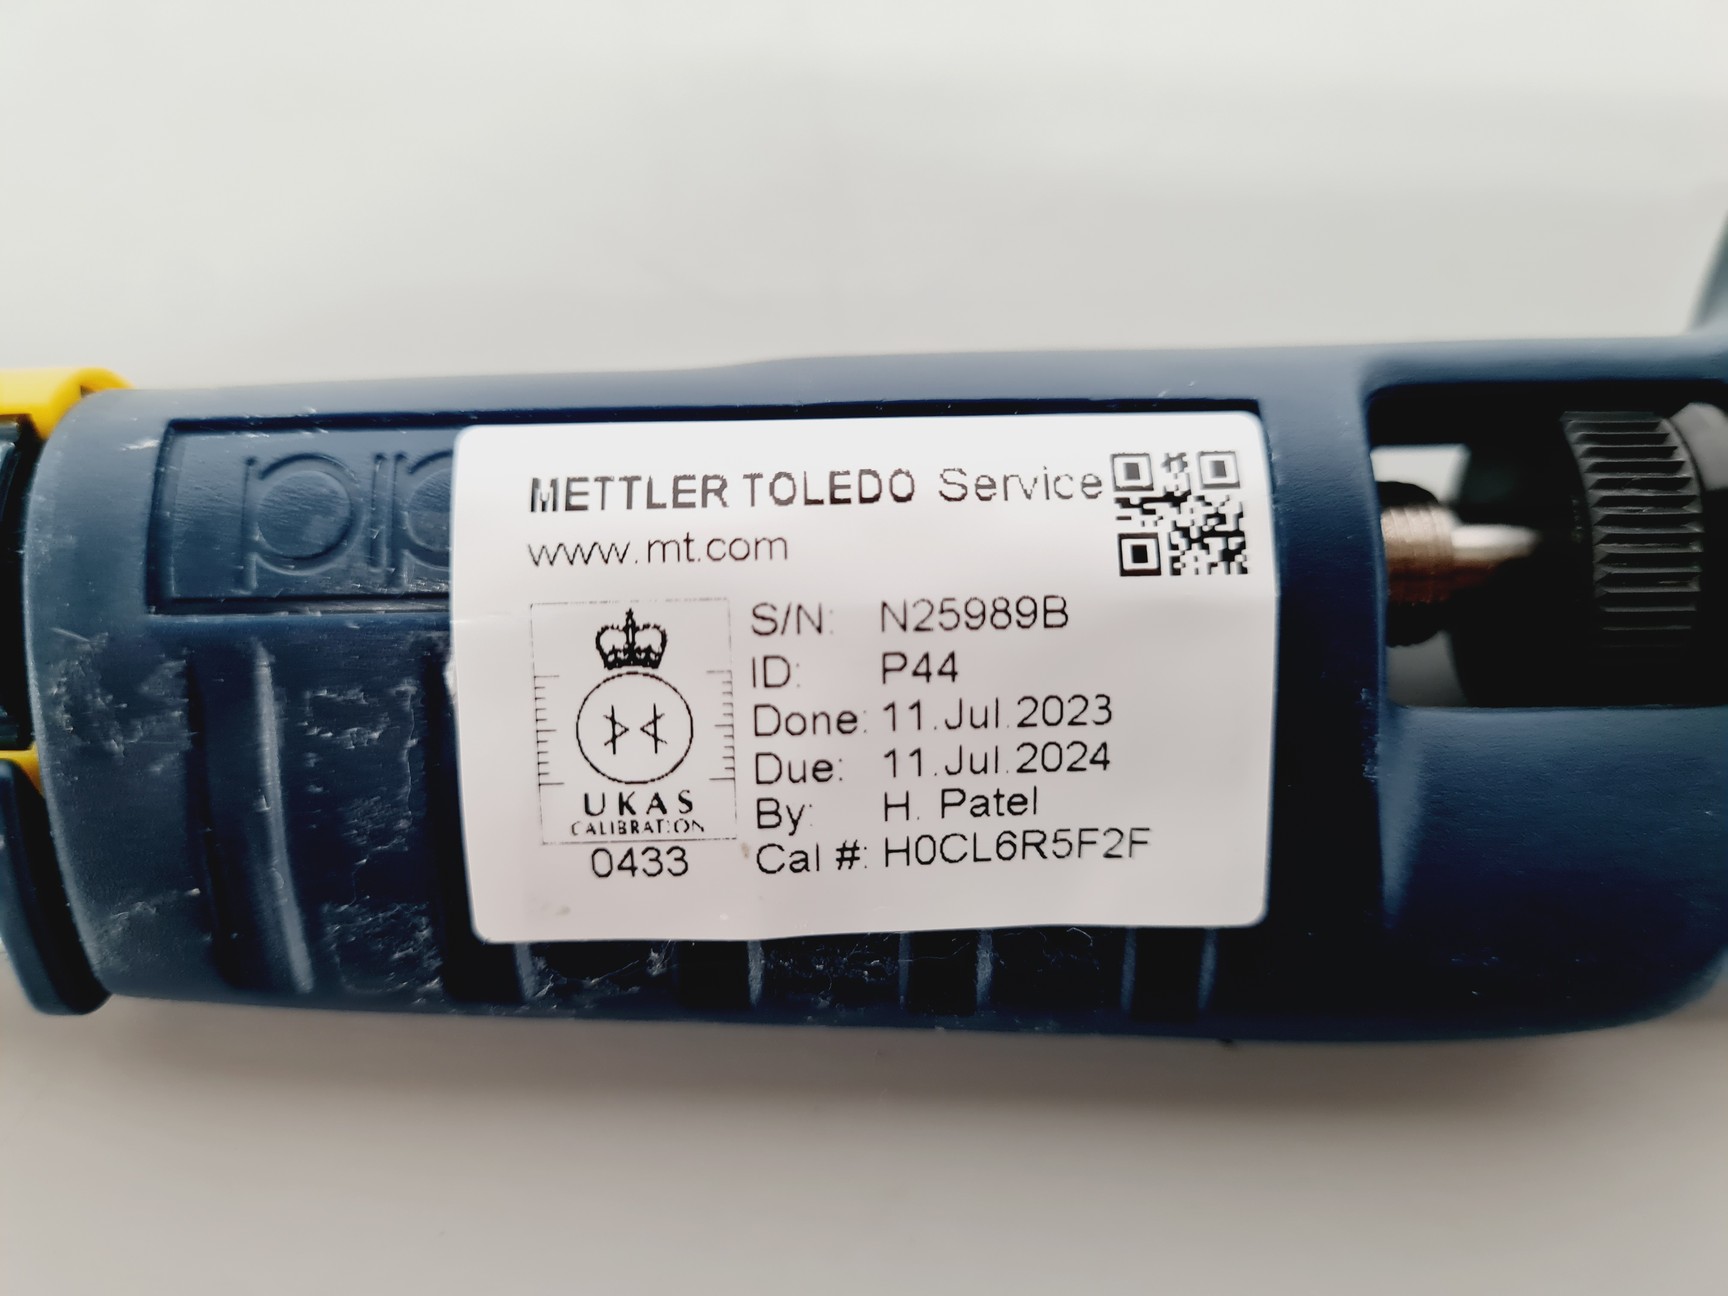 METTLER TOLEDO Service
www.mt.com
S/N: N25989B
ID: P44
Done: 11.Jul.2023
Due: 11.Jul.2024
By: H. Patel
Cal #: H0CL6R5F2F
UKAS
CALIBRATION
0433